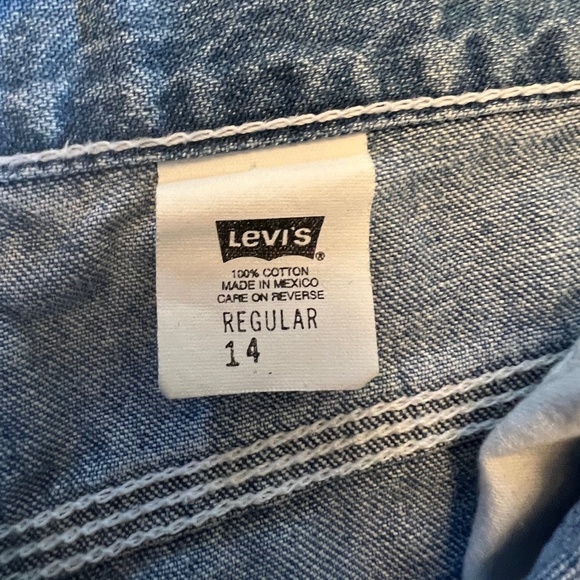 Levi's®
100% COTTON
MADE IN MEXICO
CARE ON REVERSE
REGULAR
14